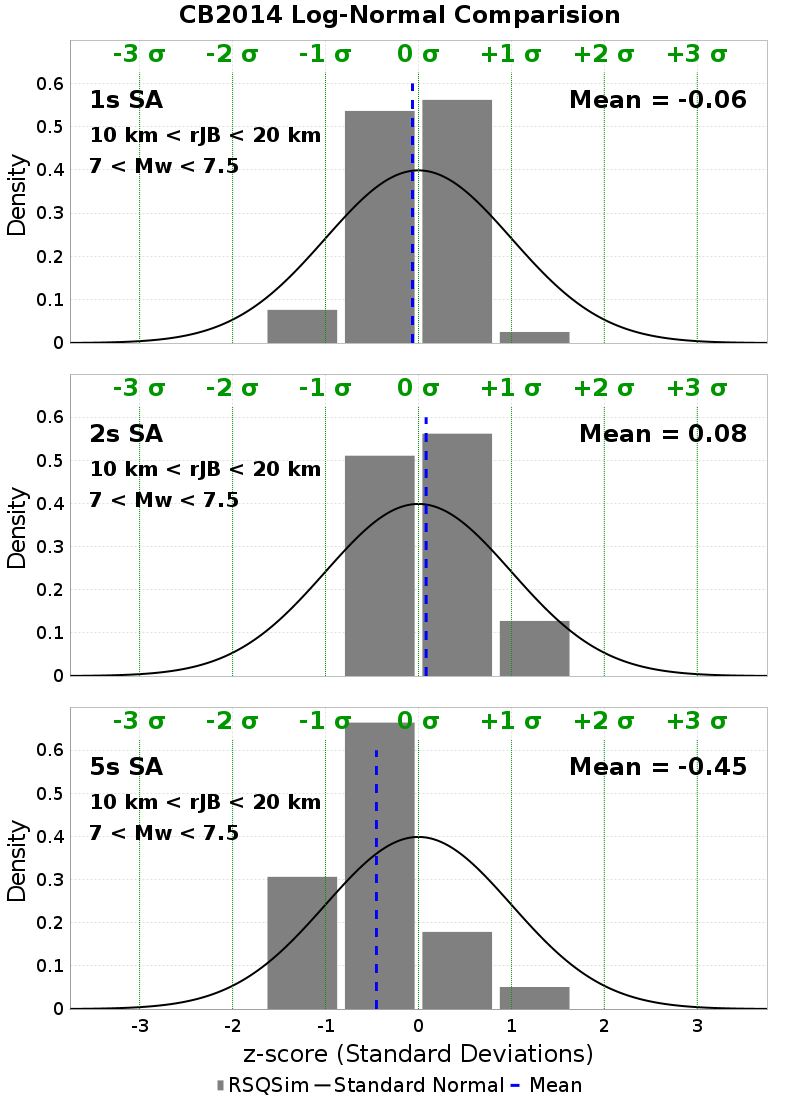 CB2014 Log-Normal Comparision
-3 σ -2 σ -1 σ 0 σ +1 σ +2 σ +3 σ
1s SA
Mean = -0.06
10 km < rJB < 20 km
7 < Mw < 7.5
0.6
0.5
0.4
0.3
0.2
0.1
0
Density
-3 σ -2 σ -1 σ 0 σ +1 σ +2 σ +3 σ
2s SA
Mean = 0.08
10 km < rJB < 20 km
7 < Mw < 7.5
0.6
0.5
0.4
0.3
0.2
0.1
0
Density
-3 σ -2 σ -1 σ 0 σ +1 σ +2 σ +3 σ
5s SA
Mean = -0.45
10 km < rJB < 20 km
7 < Mw < 7.5
0.6
0.5
0.4
0.3
0.2
0.1
0
Density
-3 -2 -1 0 1 2 3
z-score (Standard Deviations)
RSQSim Standard Normal Mean